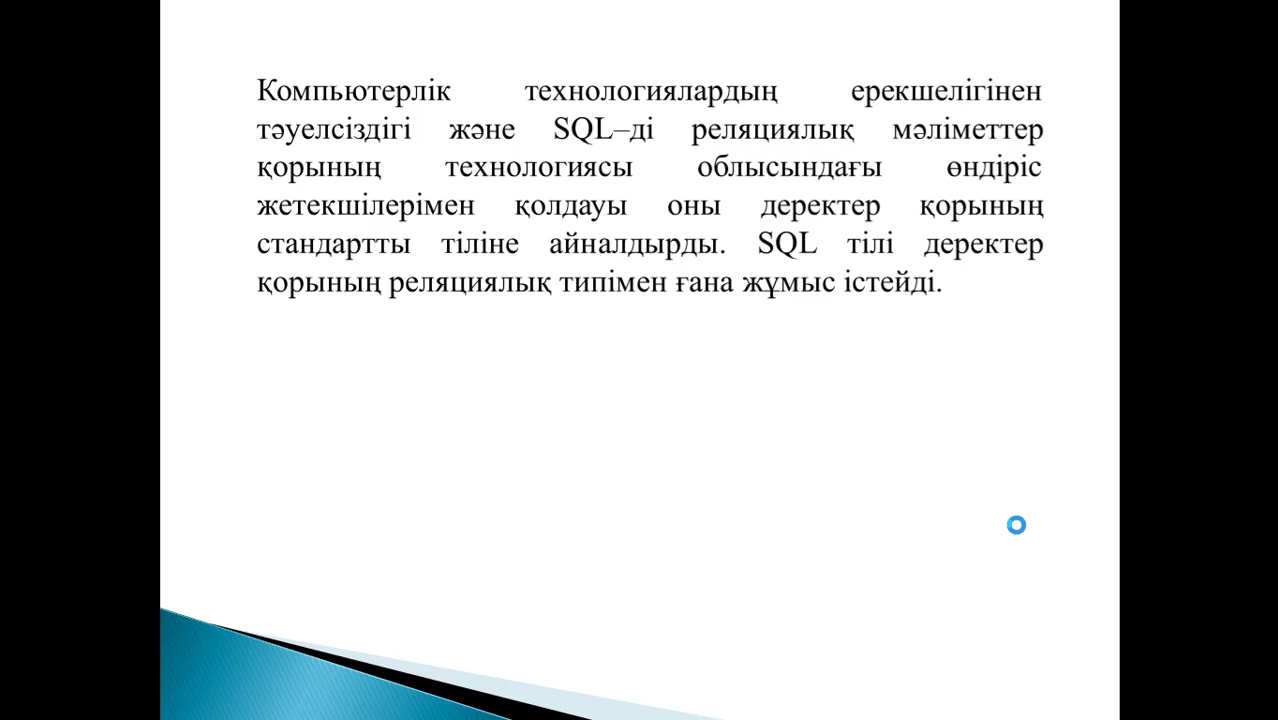 Компьютерлік технологиялардың ерекшелігінен
тәуелсіздігі және SQL–ді реляциялық мәліметтер
қорының технологиясы облысындағы өндіріс
жетекшілерімен қолдауы оны деректер қорының
стандартты тіліне айналдырды. SQL тілі деректер
қорының реляциялық типімен ғана жұмыс істейді.